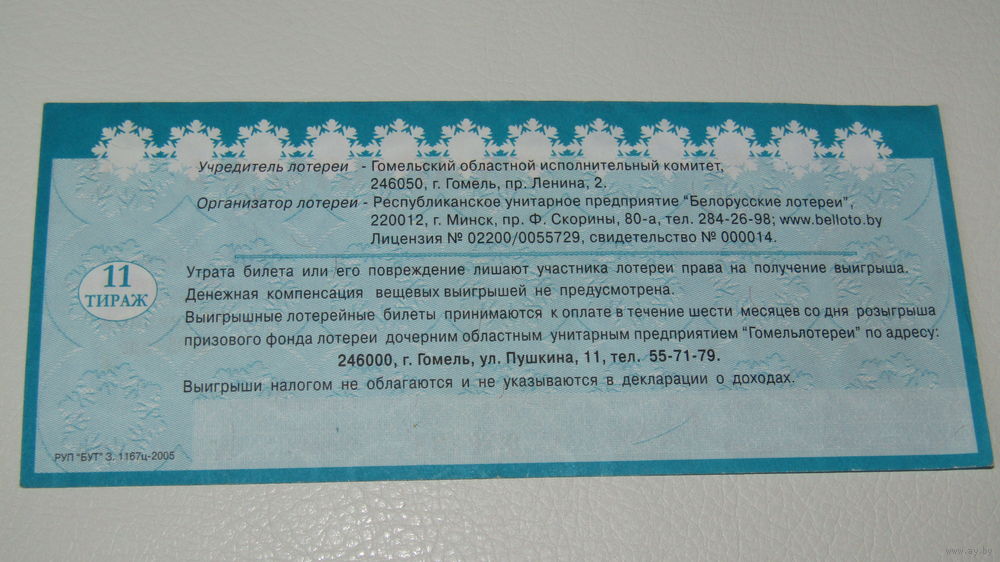 Учредитель лотереи - Гомельский областной исполнительный комитет,
246050, г. Гомель, пр. Ленина, 2.
Организатор лотереи - Республиканское унитарное предприятие "Белорусские лотереи",
220012, г. Минск, пр. Ф. Скорины, 80-а, тел. 284-26-98; www.belloto.by
Лицензия № 02200/0055729, свидетельство № 000014.
11
ТИРАЖ
Утрата билета или его повреждение лишают участника лотереи права на получение выигрыша.
Денежная компенсация вещевых выигрышей не предусмотрена.
Выигрышные лотерейные билеты принимаются к оплате в течение шести месяцев со дня розыгрыша
призового фонда лотереи дочерним областным унитарным предприятием "Гомельлотереи" по адресу:
246000, г. Гомель, ул. Пушкина, 11, тел. 55-71-79.
Выигрыши налогом не облагаются и не указываются в декларации о доходах.
РУП "БУТ" З. 1167ц-2005
www.ay.by